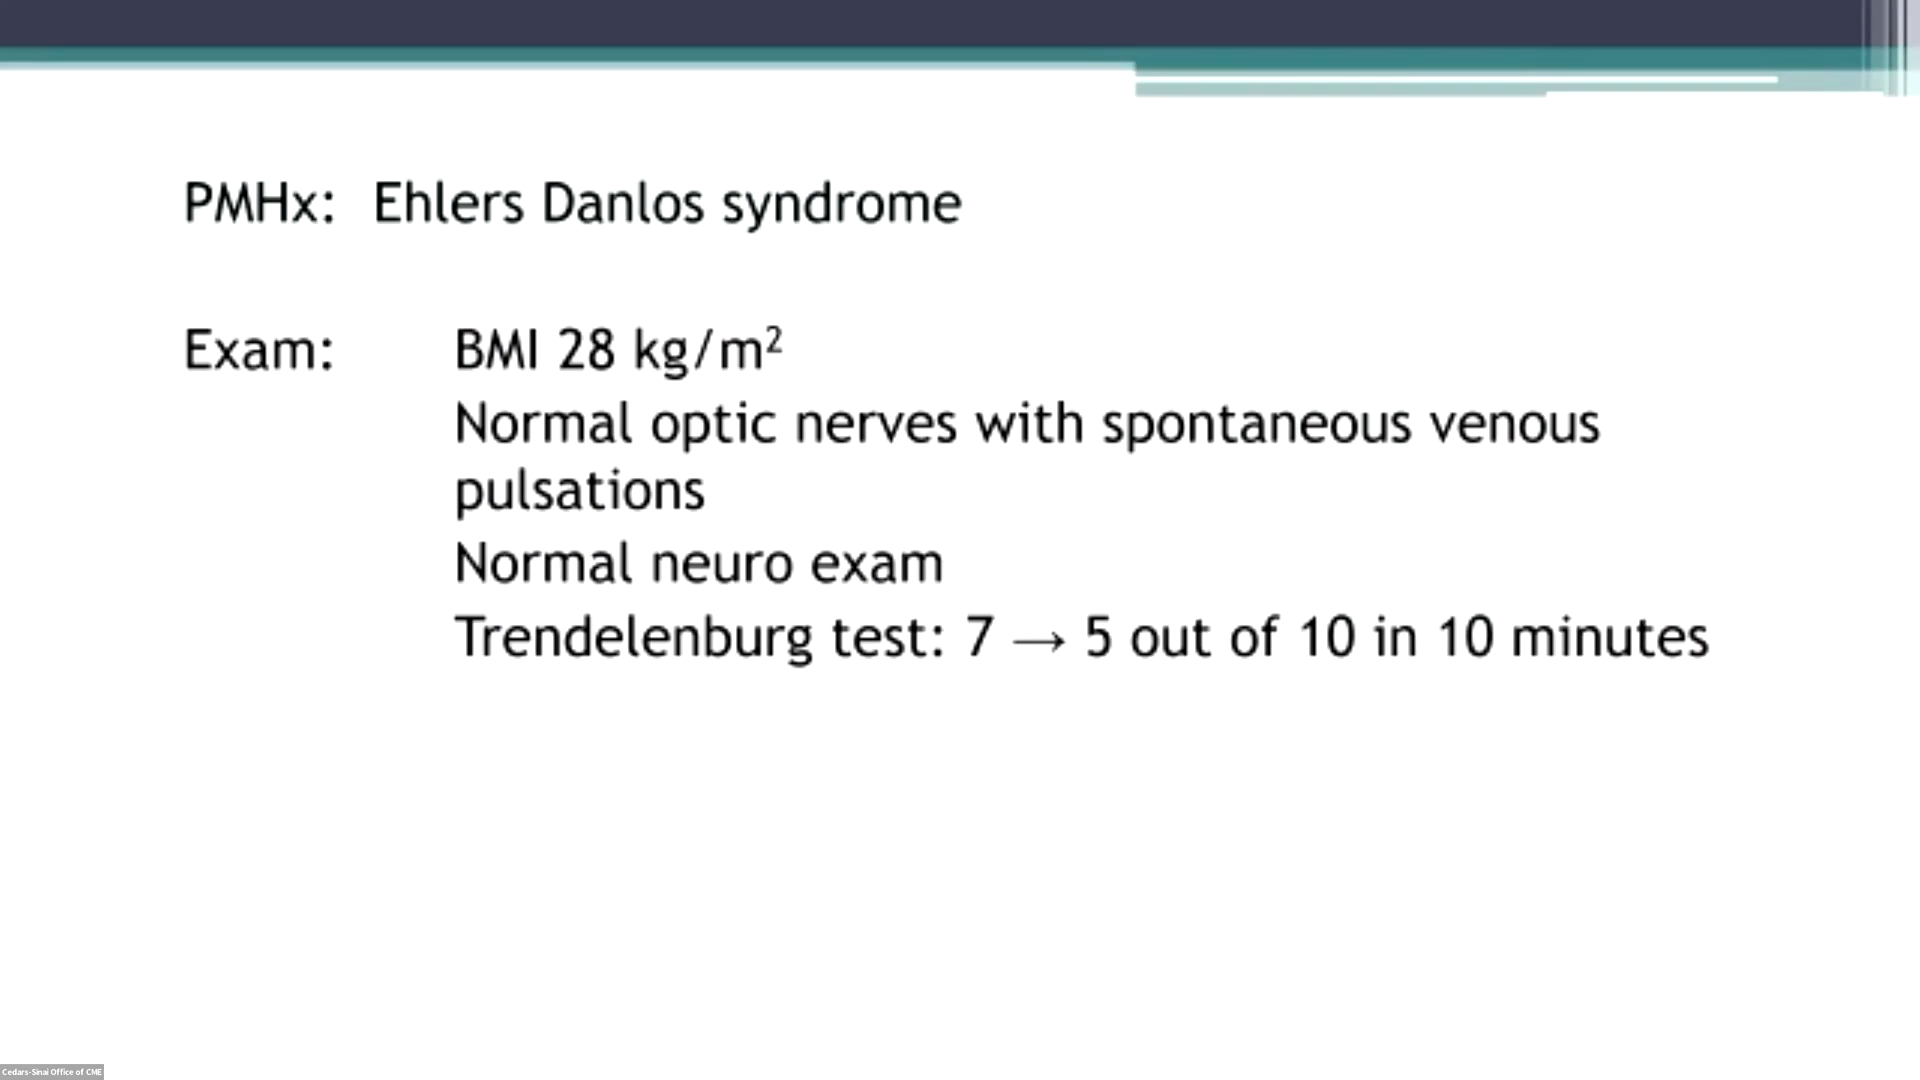 PMHx: Ehlers Danlos syndrome
Exam: BMI 28 kg/m²
Normal optic nerves with spontaneous venous
pulsations
Normal neuro exam
Trendelenburg test: 7 → 5 out of 10 in 10 minutes
Cedars-Sinai Office of CME